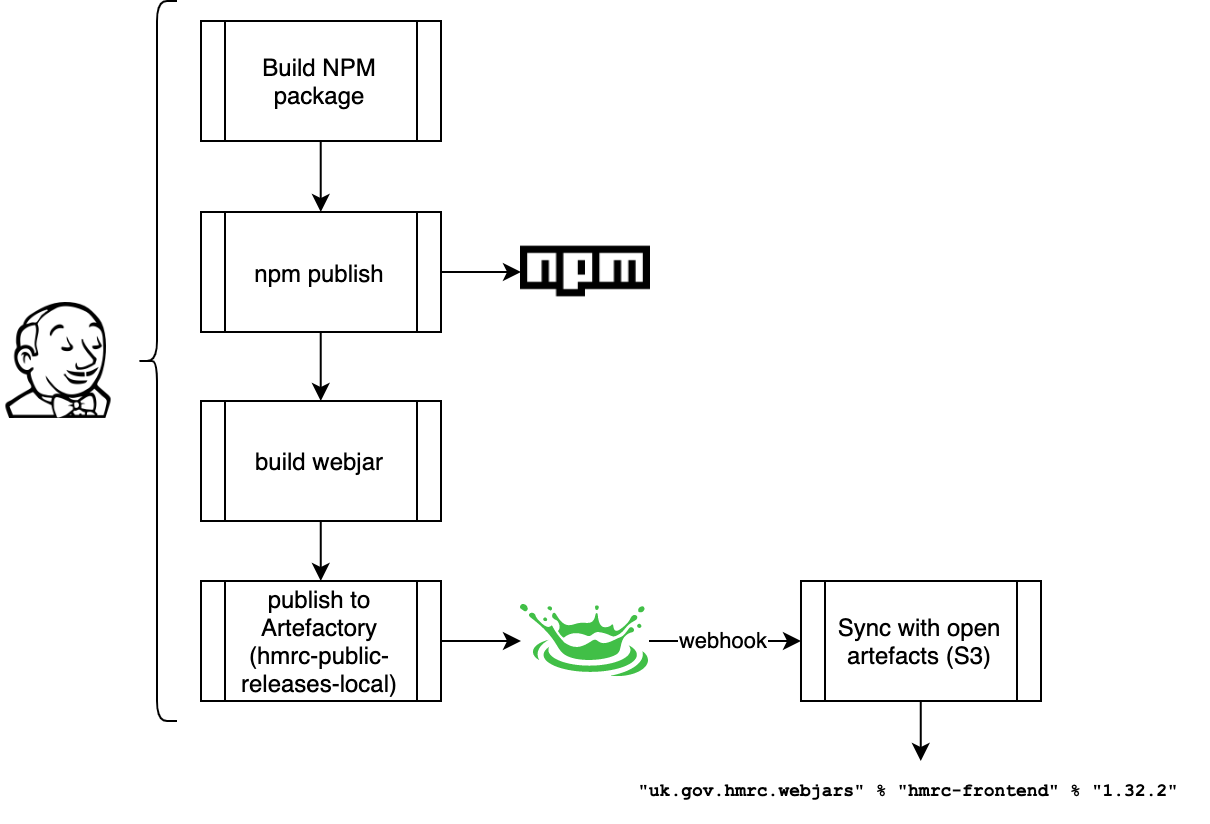 Build NPM
package
npm publish
npm
build webjar
publish to
Artefactory
(hmrc-public-
releases-local)
webhook
Sync with open
artefacts (S3)
"uk.gov.hmrc.webjars" % "hmrc-frontend" % "1.32.2"